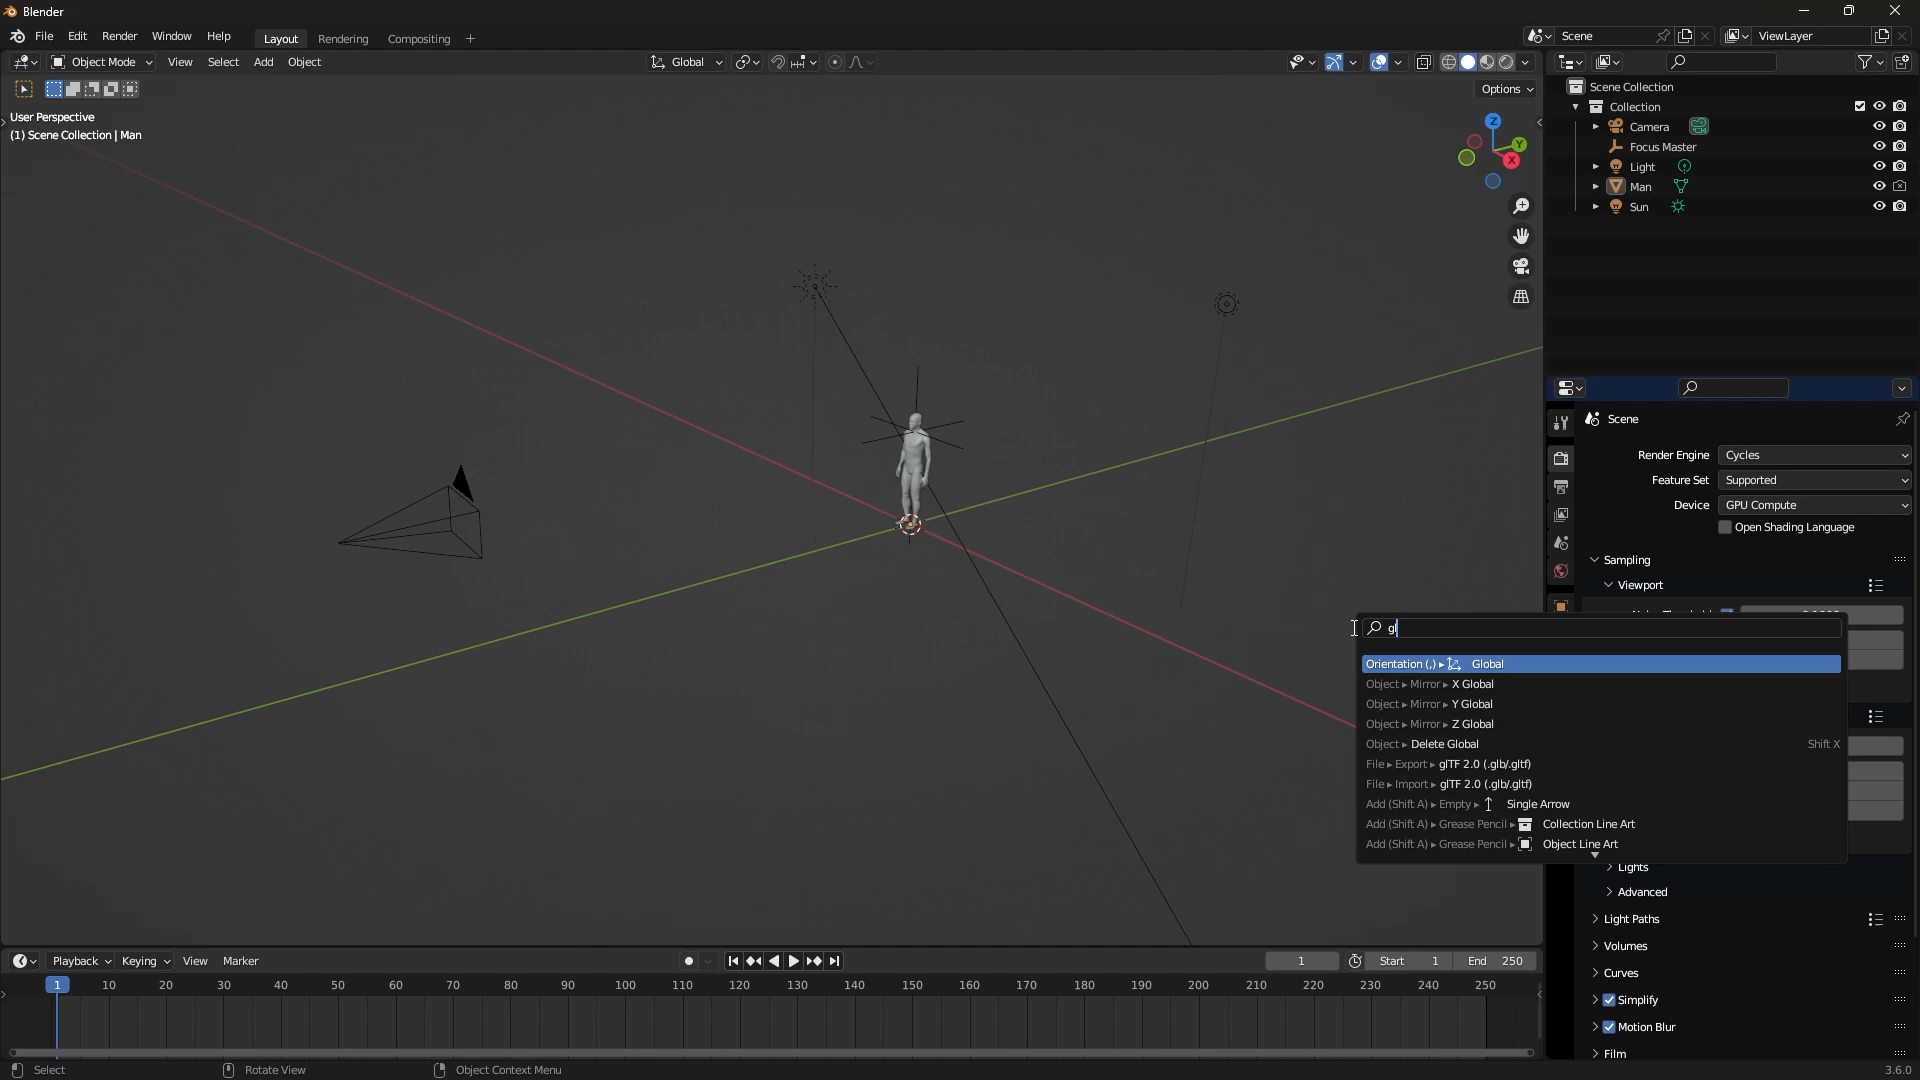 Blender
File Edit Render Window Help Layout Rendering Compositing + Scene ViewLayer
Object Mode View Select Add Object Global
Options
User Perspective
(1) Scene Collection | Man
Z
Y
X
Scene Collection
Collection
Camera
Focus Master
Light
Man
Sun
Scene
Render Engine Cycles
Feature Set Supported
Device GPU Compute
Open Shading Language
Sampling
Viewport
gl
Orientation (,) ▸ Global
Object ▸ Mirror ▸ X Global
Object ▸ Mirror ▸ Y Global
Object ▸ Mirror ▸ Z Global
Object ▸ Delete Global Shift X
File ▸ Export ▸ glTF 2.0 (.glb/.gltf)
File ▸ Import ▸ glTF 2.0 (.glb/.gltf)
Add (Shift A) ▸ Empty ▸ Single Arrow
Add (Shift A) ▸ Grease Pencil ▸ Collection Line Art
Add (Shift A) ▸ Grease Pencil ▸ Object Line Art
Lights
Advanced
Light Paths
Volumes
Curves
Simplify
Motion Blur
Film
Playback Keying View Marker 1 Start 1 End 250
1 10 20 30 40 50 60 70 80 90 100 110 120 130 140 150 160 170 180 190 200 210 220 230 240 250
Select Rotate View Object Context Menu 3.6.0